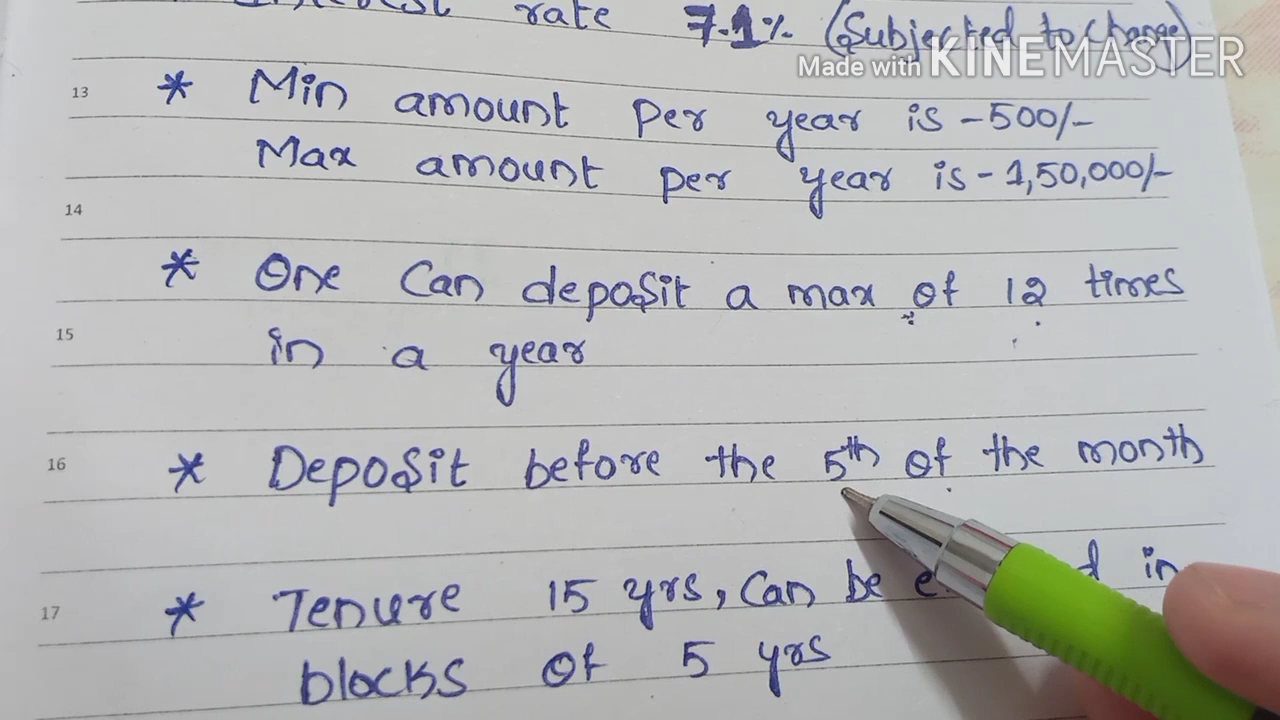 rate 7.1% (Subjected to change)
Made with KINEMASTER
13 * Min amount per year is -500/-
Max amount per year is - 1,50,000/-
14
* One can deposit a max of 12 times
15 in a year
16 * Deposit before the 5th of the month
17 * Tenure 15 yrs, can be in
blocks of 5 yrs